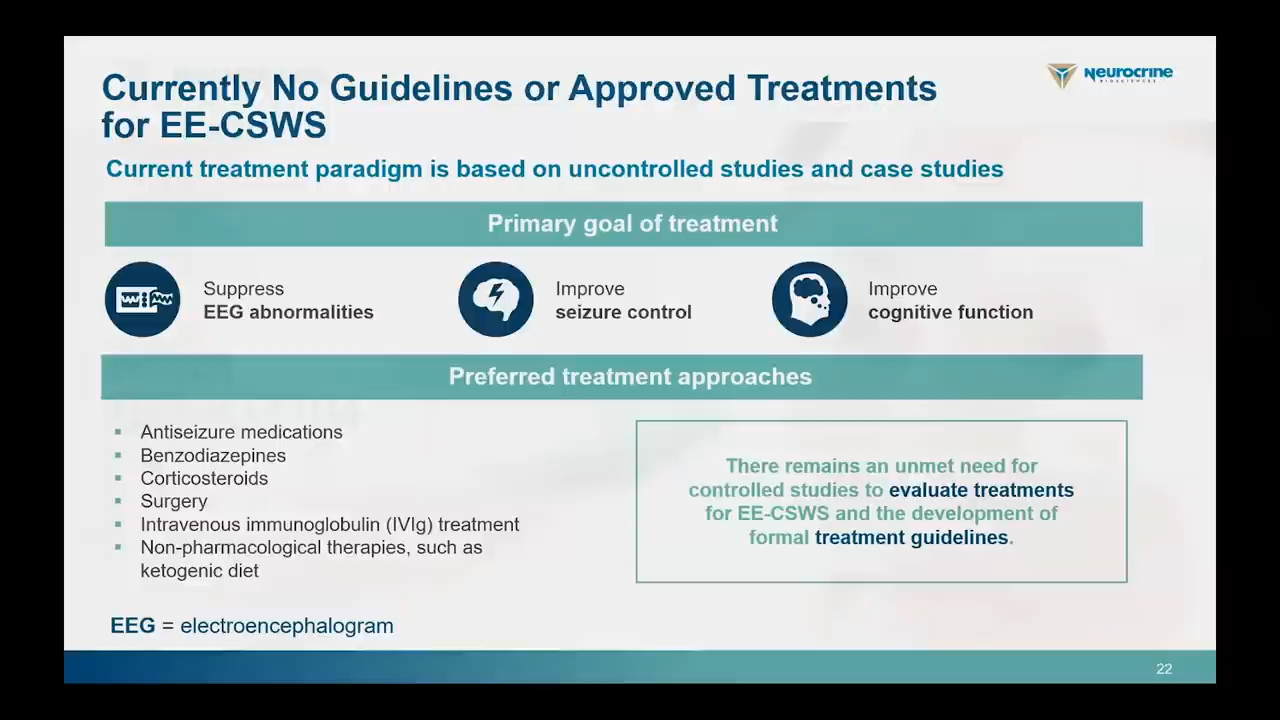 Currently No Guidelines or Approved Treatments
for EE-CSWS
Neurocrine
BIOSCIENCES
Current treatment paradigm is based on uncontrolled studies and case studies
Primary goal of treatment
Suppress
EEG abnormalities
Improve
seizure control
Improve
cognitive function
Preferred treatment approaches
▪ Antiseizure medications
▪ Benzodiazepines
▪ Corticosteroids
▪ Surgery
▪ Intravenous immunoglobulin (IVIg) treatment
▪ Non-pharmacological therapies, such as
ketogenic diet
There remains an unmet need for
controlled studies to evaluate treatments
for EE-CSWS and the development of
formal treatment guidelines.
EEG = electroencephalogram
22